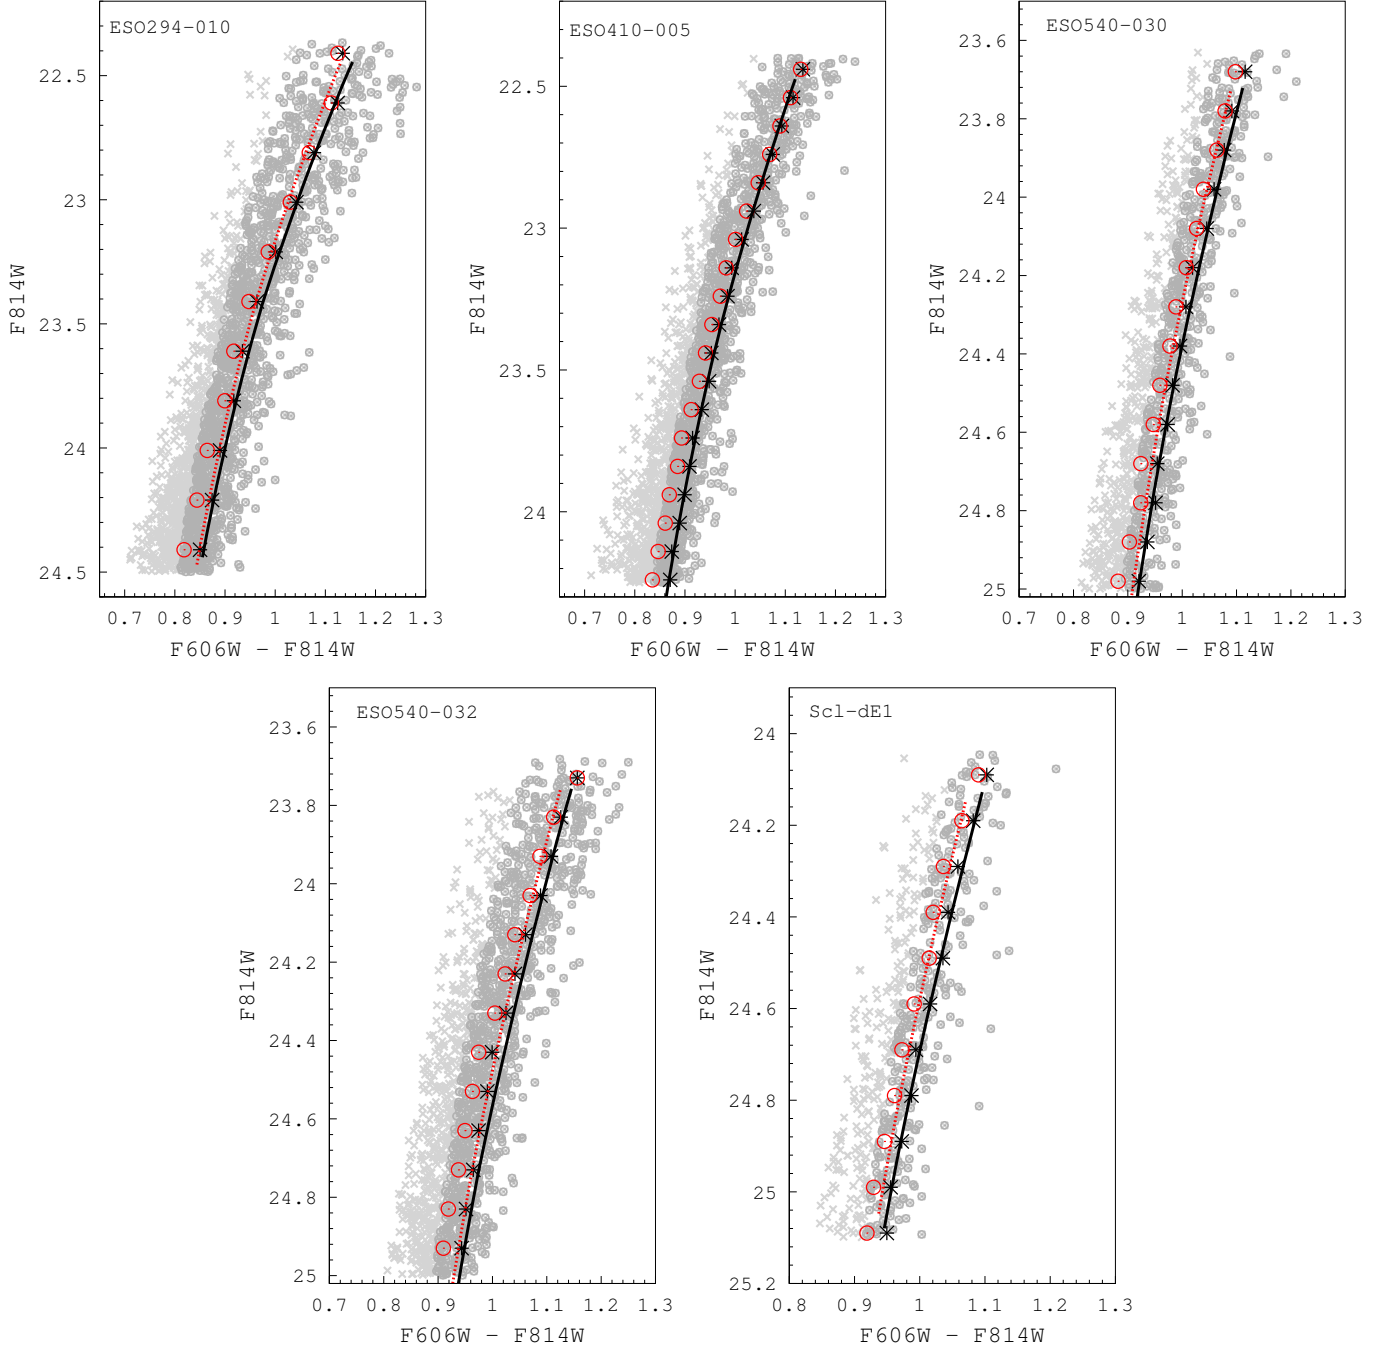 ESO294-010
22.5
23
23.5
24
24.5
F814W
0.7 0.8 0.9 1 1.1 1.2 1.3
F606W - F814W
ESO410-005
22.5
23
23.5
24
F814W
0.7 0.8 0.9 1 1.1 1.2 1.3
F606W - F814W
ESO540-030
23.6
23.8
24
24.2
24.4
24.6
24.8
25
F814W
0.7 0.8 0.9 1 1.1 1.2 1.3
F606W - F814W
ESO540-032
23.6
23.8
24
24.2
24.4
24.6
24.8
25
F814W
0.7 0.8 0.9 1 1.1 1.2 1.3
F606W - F814W
Scl-dE1
24
24.2
24.4
24.6
24.8
25
25.2
F814W
0.8 0.9 1 1.1 1.2 1.3
F606W - F814W